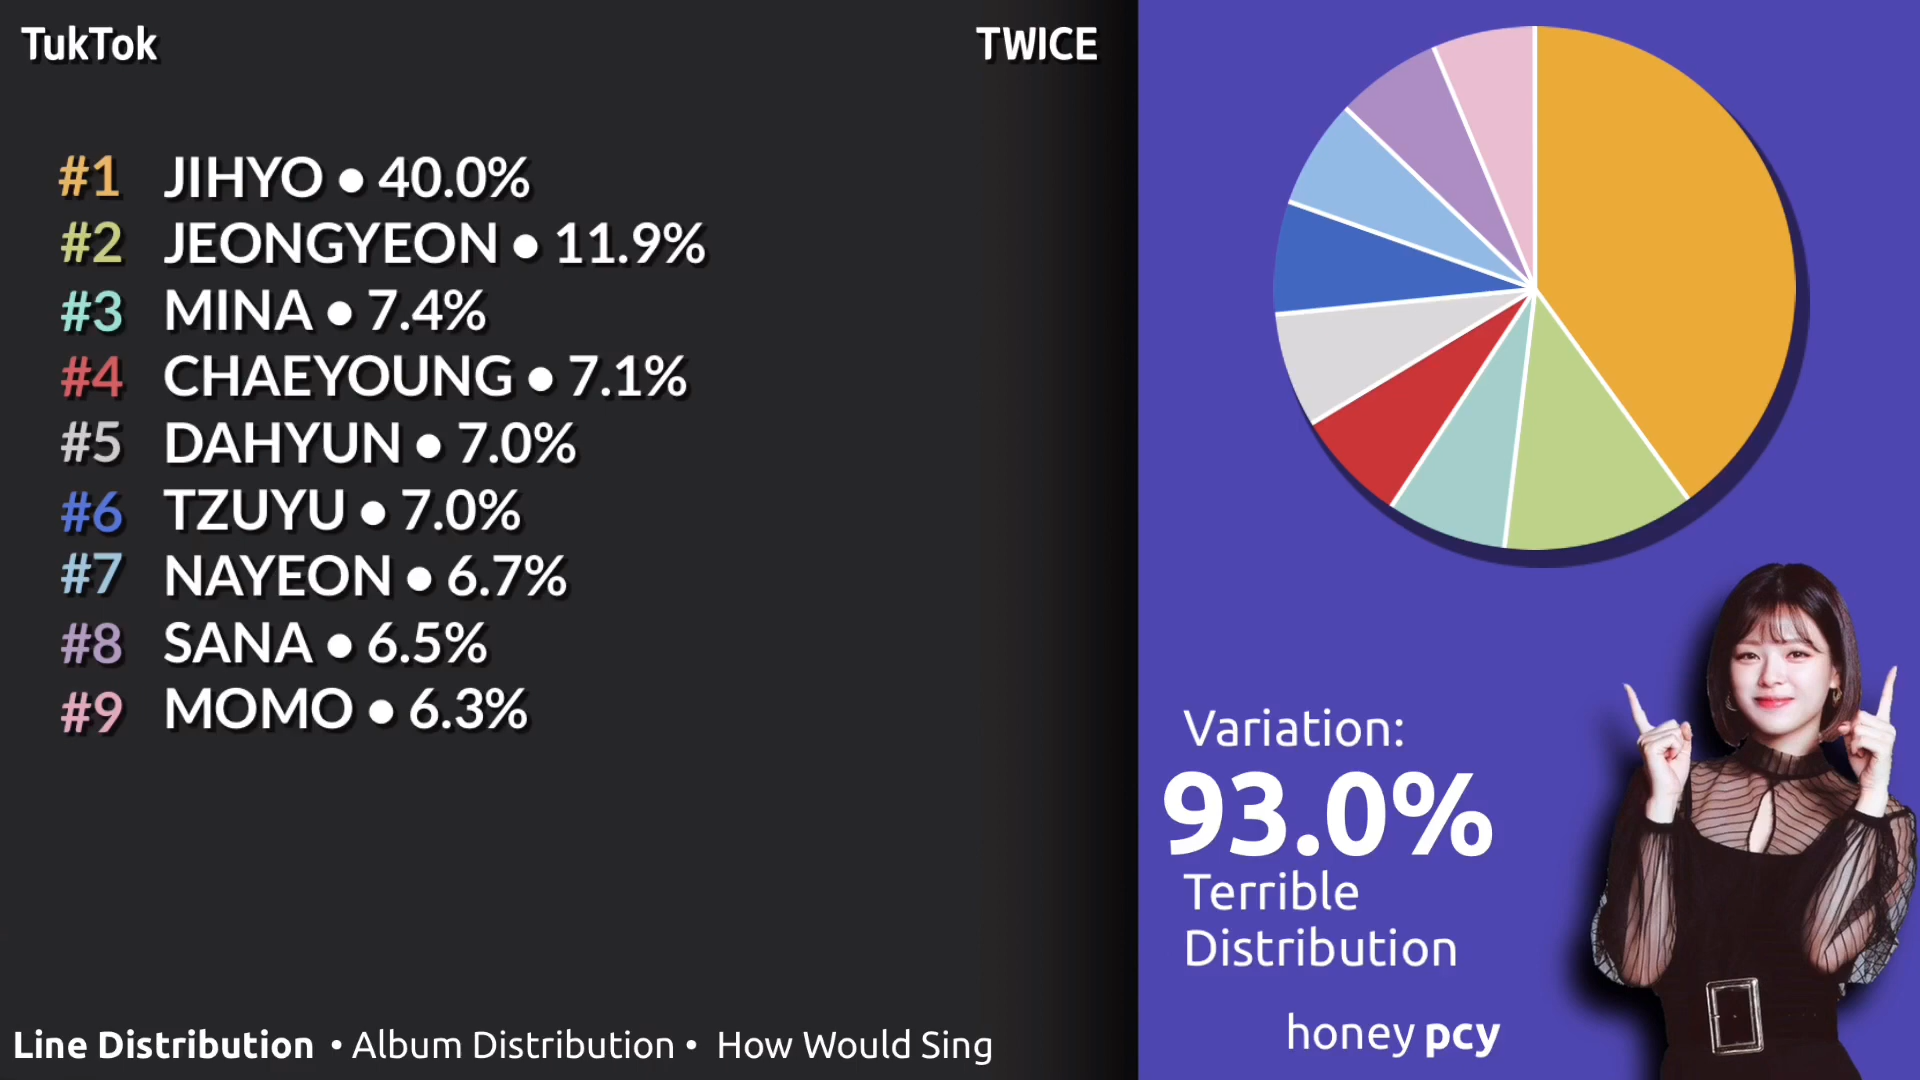 TukTok
TWICE
#1 JIHYO • 40.0%
#2 JEONGYEON • 11.9%
#3 MINA • 7.4%
#4 CHAEYOUNG • 7.1%
#5 DAHYUN • 7.0%
#6 TZUYU • 7.0%
#7 NAYEON • 6.7%
#8 SANA • 6.5%
#9 MOMO • 6.3%
Variation:
93.0%
Terrible
Distribution
honey pcy
Line Distribution • Album Distribution • How Would Sing